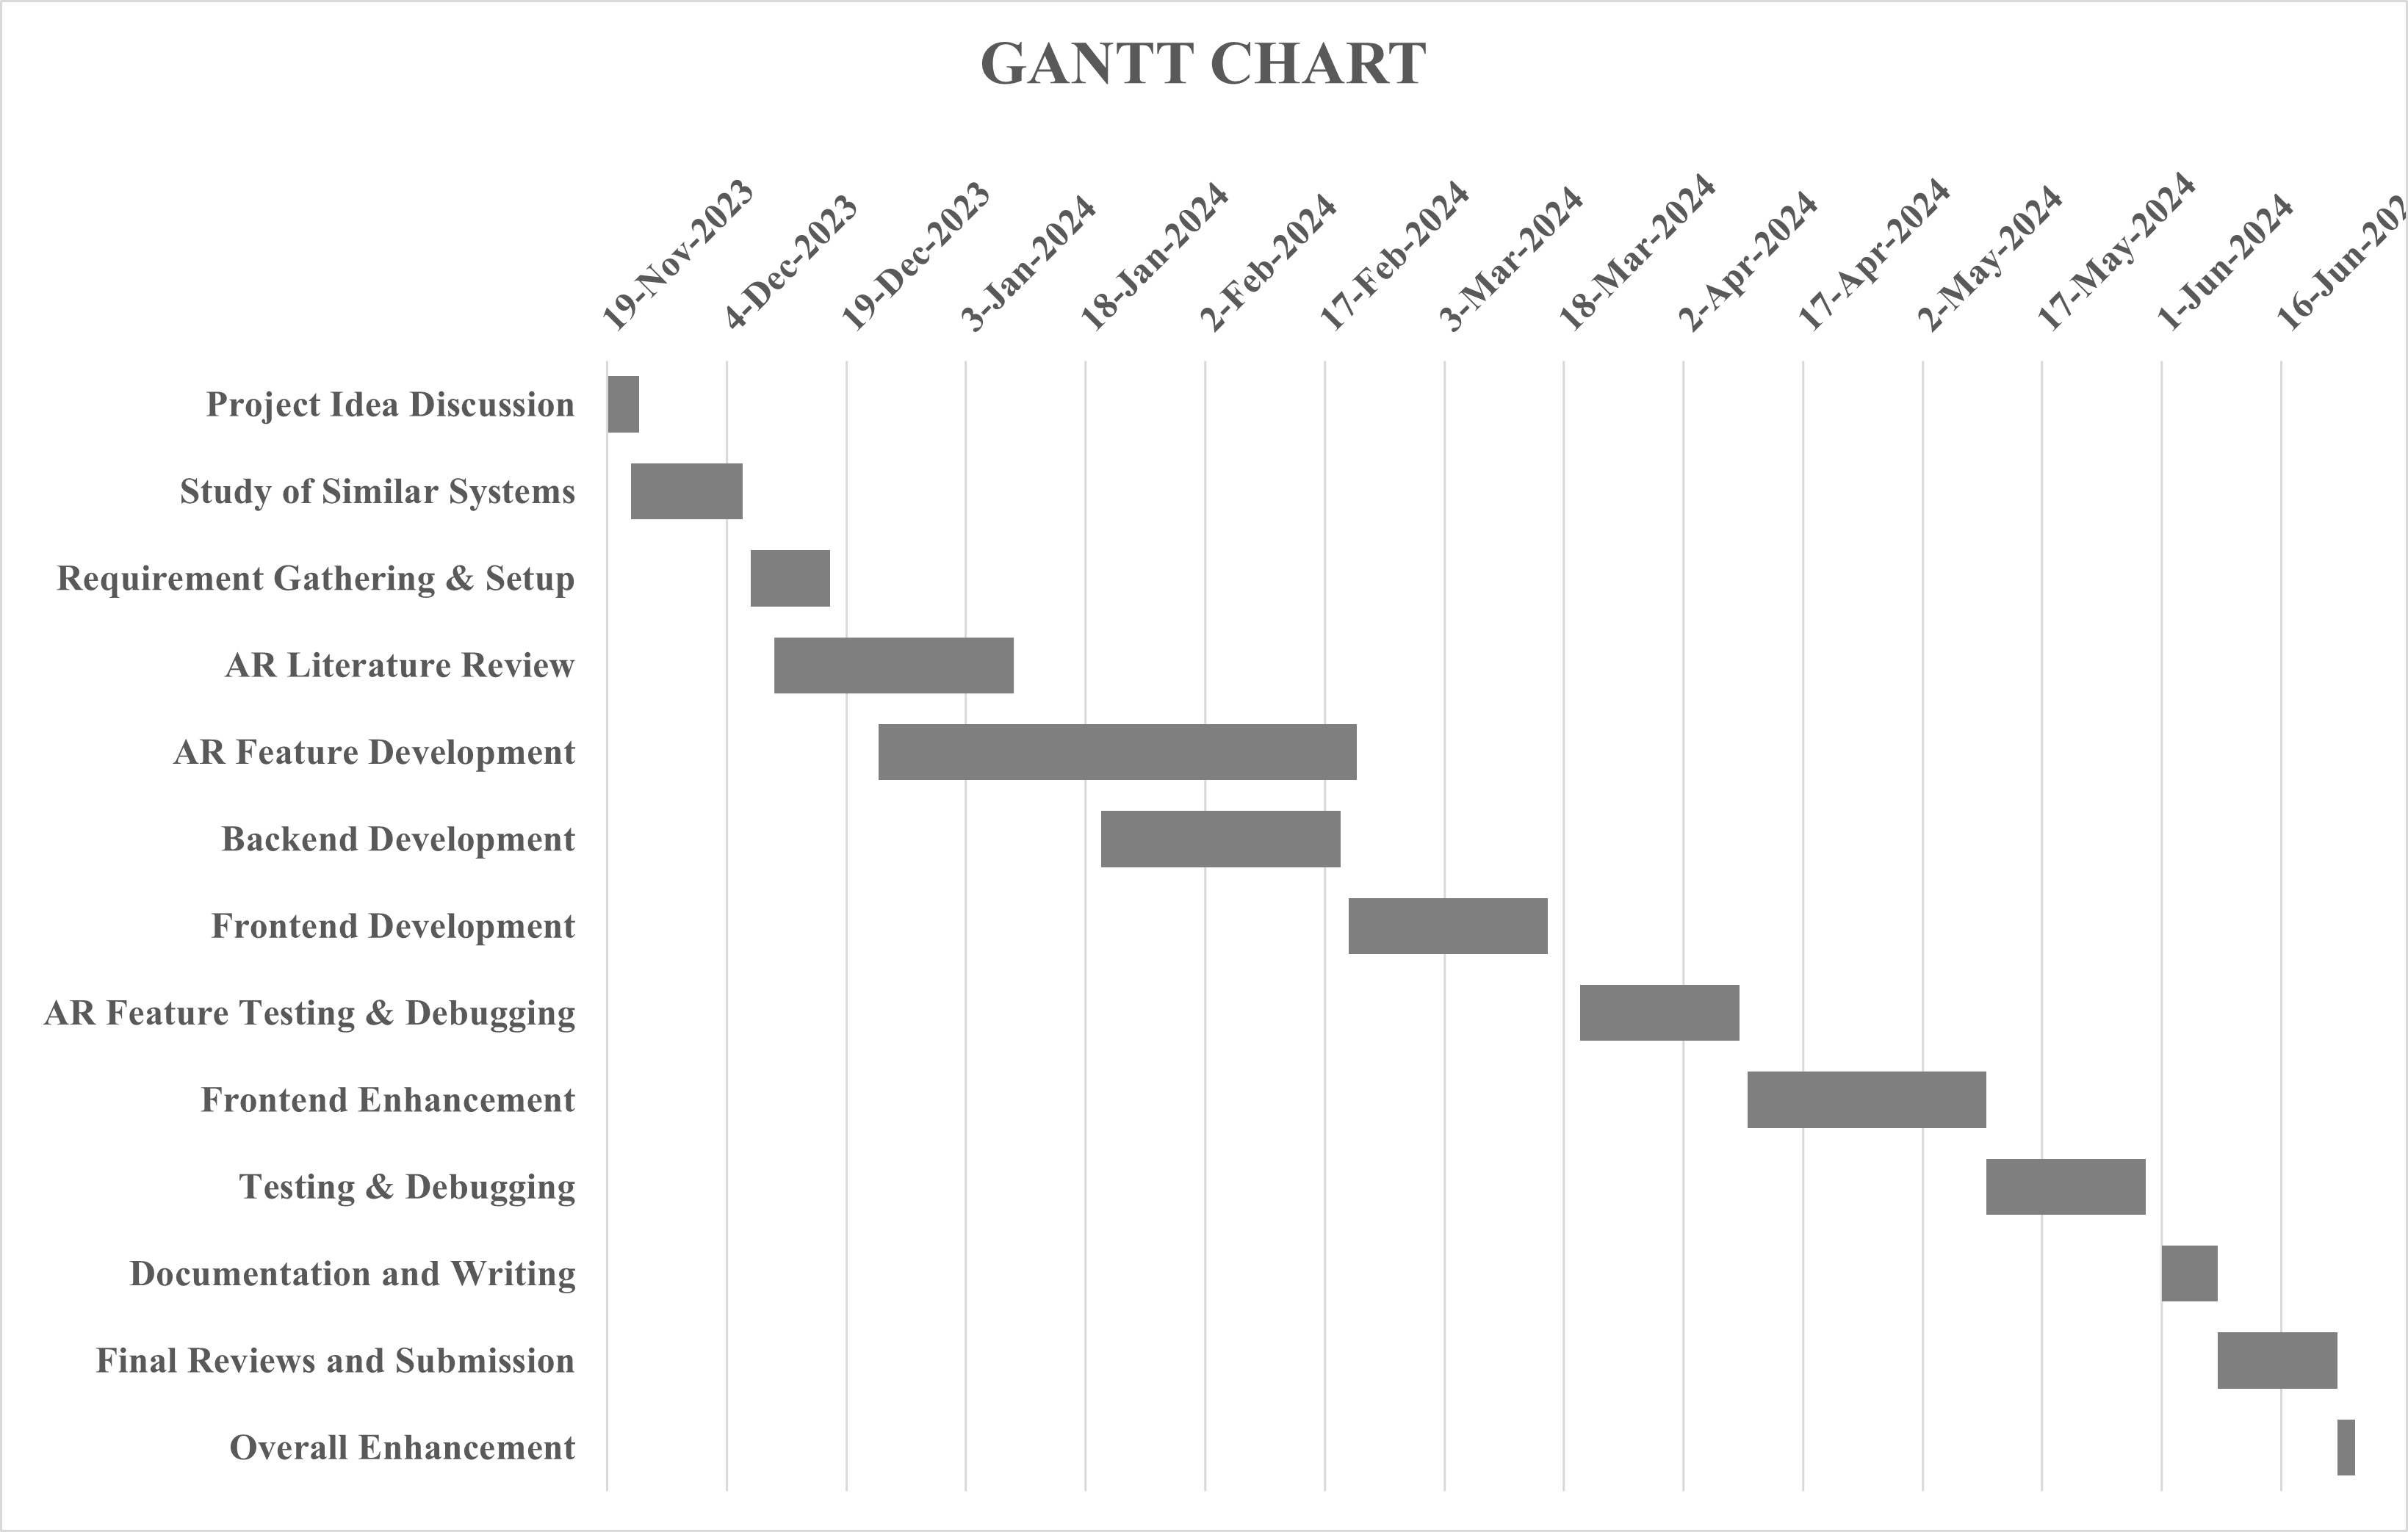 GANTT CHART
19-Nov-2023
4-Dec-2023
19-Dec-2023
3-Jan-2024
18-Jan-2024
2-Feb-2024
17-Feb-2024
3-Mar-2024
18-Mar-2024
2-Apr-2024
17-Apr-2024
2-May-2024
17-May-2024
1-Jun-2024
16-Jun-202
Project Idea Discussion
Study of Similar Systems
Requirement Gathering & Setup
AR Literature Review
AR Feature Development
Backend Development
Frontend Development
AR Feature Testing & Debugging
Frontend Enhancement
Testing & Debugging
Documentation and Writing
Final Reviews and Submission
Overall Enhancement